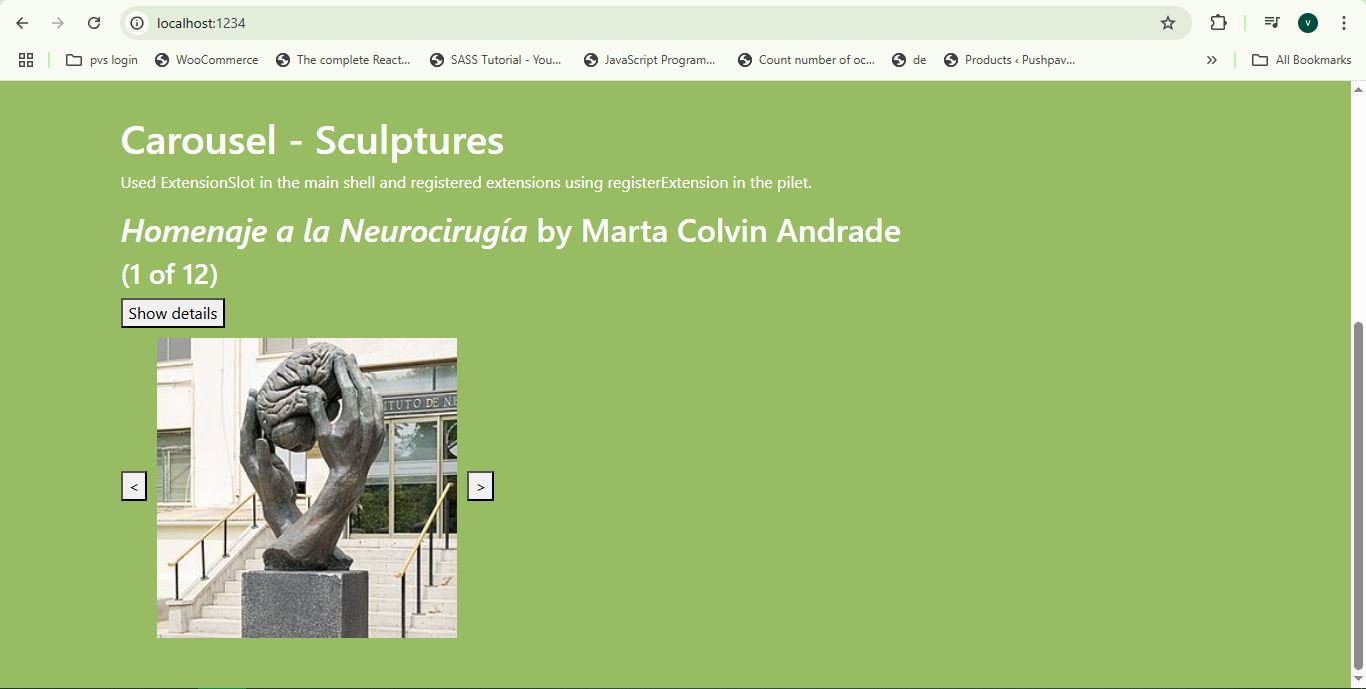 localhost:1234
V
pvs login
WooCommerce
The complete React...
SASS Tutorial - You...
JavaScript Program...
Count number of oc...
de
Products ‹ Pushpav...
»
All Bookmarks
Carousel - Sculptures
Used ExtensionSlot in the main shell and registered extensions using registerExtension in the pilet.
Homenaje a la Neurocirugía by Marta Colvin Andrade
(1 of 12)
Show details
ITUTO DE NE
<
>